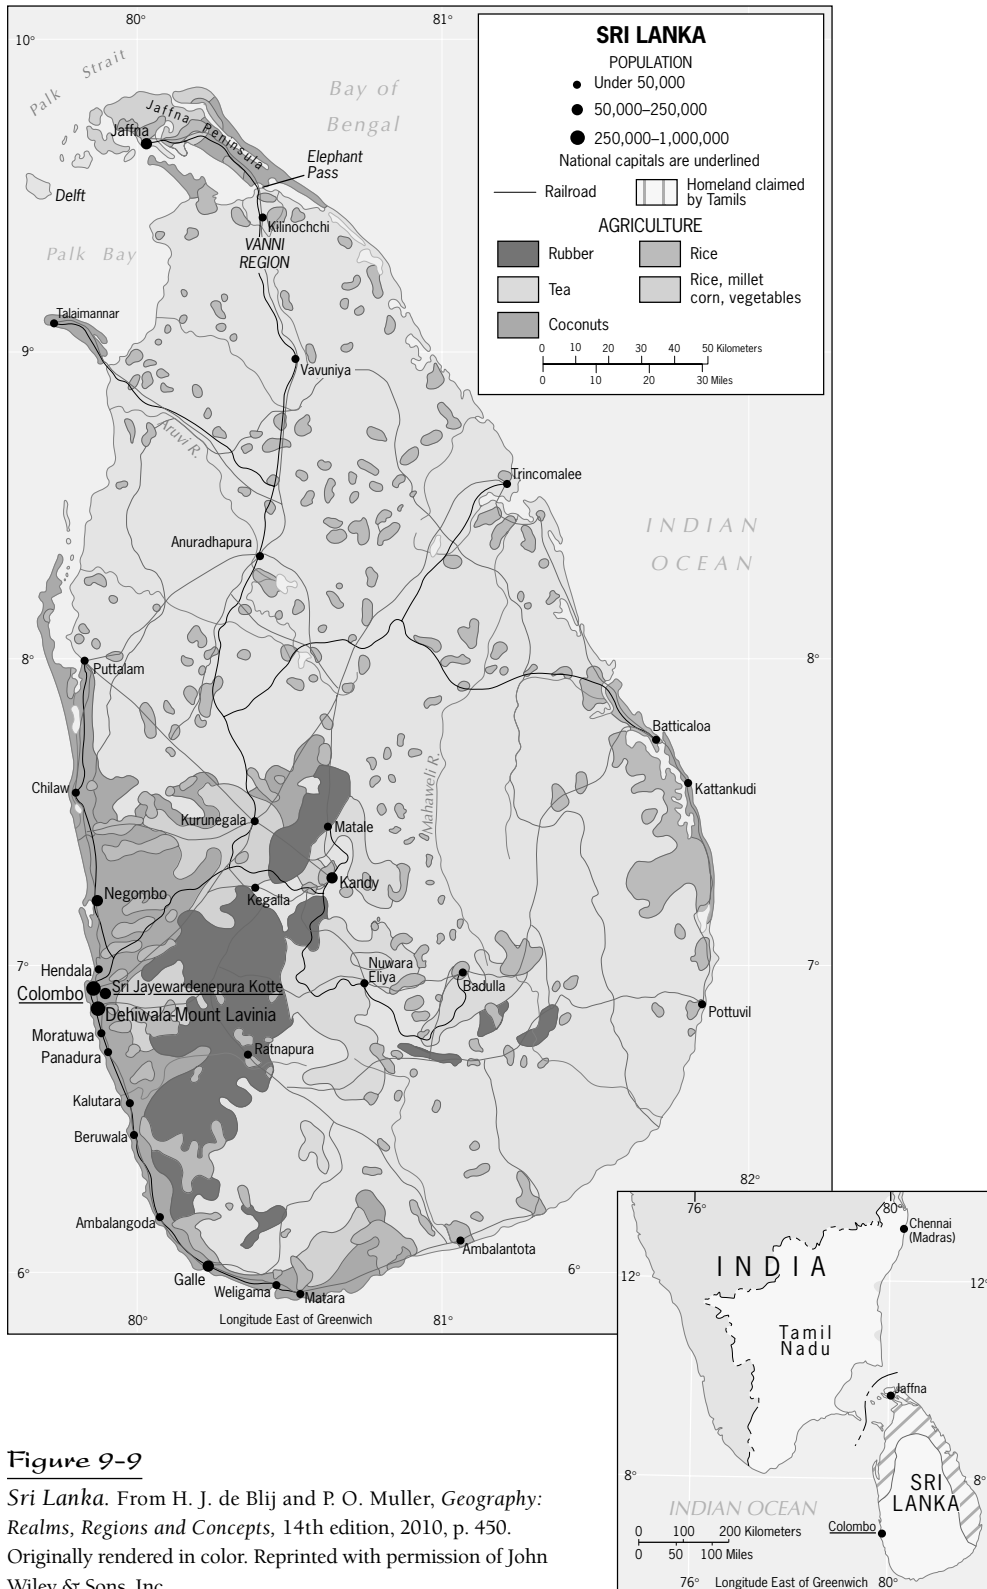 80°
81°
10°
SRI LANKA
POPULATION
Under 50,000
50,000–250,000
250,000–1,000,000
National capitals are underlined
Railroad
Homeland claimed
by Tamils
AGRICULTURE
Rubber
Rice
Tea
Rice, millet
corn, vegetables
Coconuts
0 10 20 30 40 50 Kilometers
0 10 20 30 Miles
Palk Strait
Bay of
Bengal
Jaffna Peninsula
Jaffna
Elephant
Pass
Delft
Kilinochchi
VANNI
REGION
Palk Bay
Talaimannar
9°
Vavuniya
Aruvi R.
Trincomalee
INDIAN
OCEAN
Anuradhapura
8°
8°
Puttalam
Batticaloa
Mahaweli R.
Chilaw
Kattankudi
Kurunegala
Matale
Kandy
Negombo
Kegalla
7°
7°
Hendala
Nuwara
Eliya
Badulla
Colombo
Sri Jayewardenepura Kotte
Dehiwala-Mount Lavinia
Pottuvil
Moratuwa
Panadura
Ratnapura
Kalutara
Beruwala
82°
Ambalangoda
Ambalantota
6°
6°
Galle
Weligama
Matara
80°
Longitude East of Greenwich
81°
76°
80°
Chennai
(Madras)
INDIA
12°
12°
Tamil
Nadu
Jaffna
8°
8°
SRI
LANKA
INDIAN OCEAN
0 100 200 Kilometers
0 50 100 Miles
Colombo
76°
Longitude East of Greenwich
80°
Figure 9-9
Sri Lanka. From H. J. de Blij and P. O. Muller, Geography:
Realms, Regions and Concepts, 14th edition, 2010, p. 450.
Originally rendered in color. Reprinted with permission of John
Wiley & Sons, Inc.